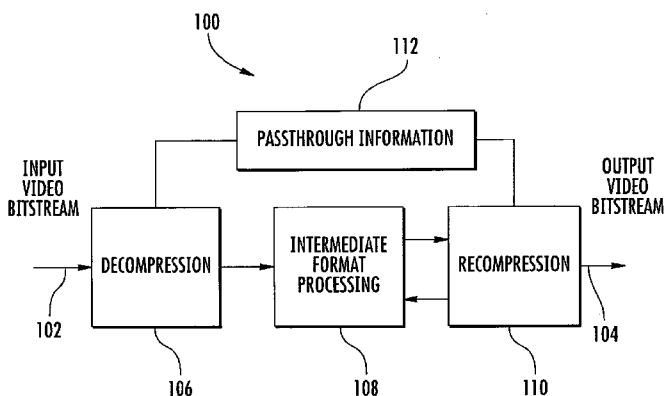 100
112
PASSTHROUGH INFORMATION
INPUT
VIDEO
BITSTREAM
OUTPUT
VIDEO
BITSTREAM
DECOMPRESSION
INTERMEDIATE
FORMAT
PROCESSING
RECOMPRESSION
102
104
106
108
110